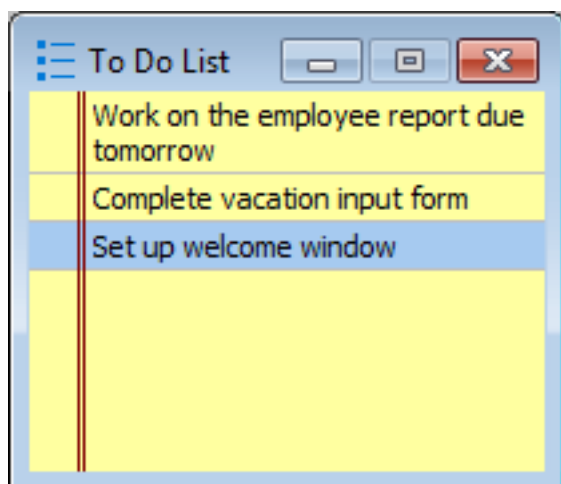 To Do List
Work on the employee report due
tomorrow
Complete vacation input form
Set up welcome window